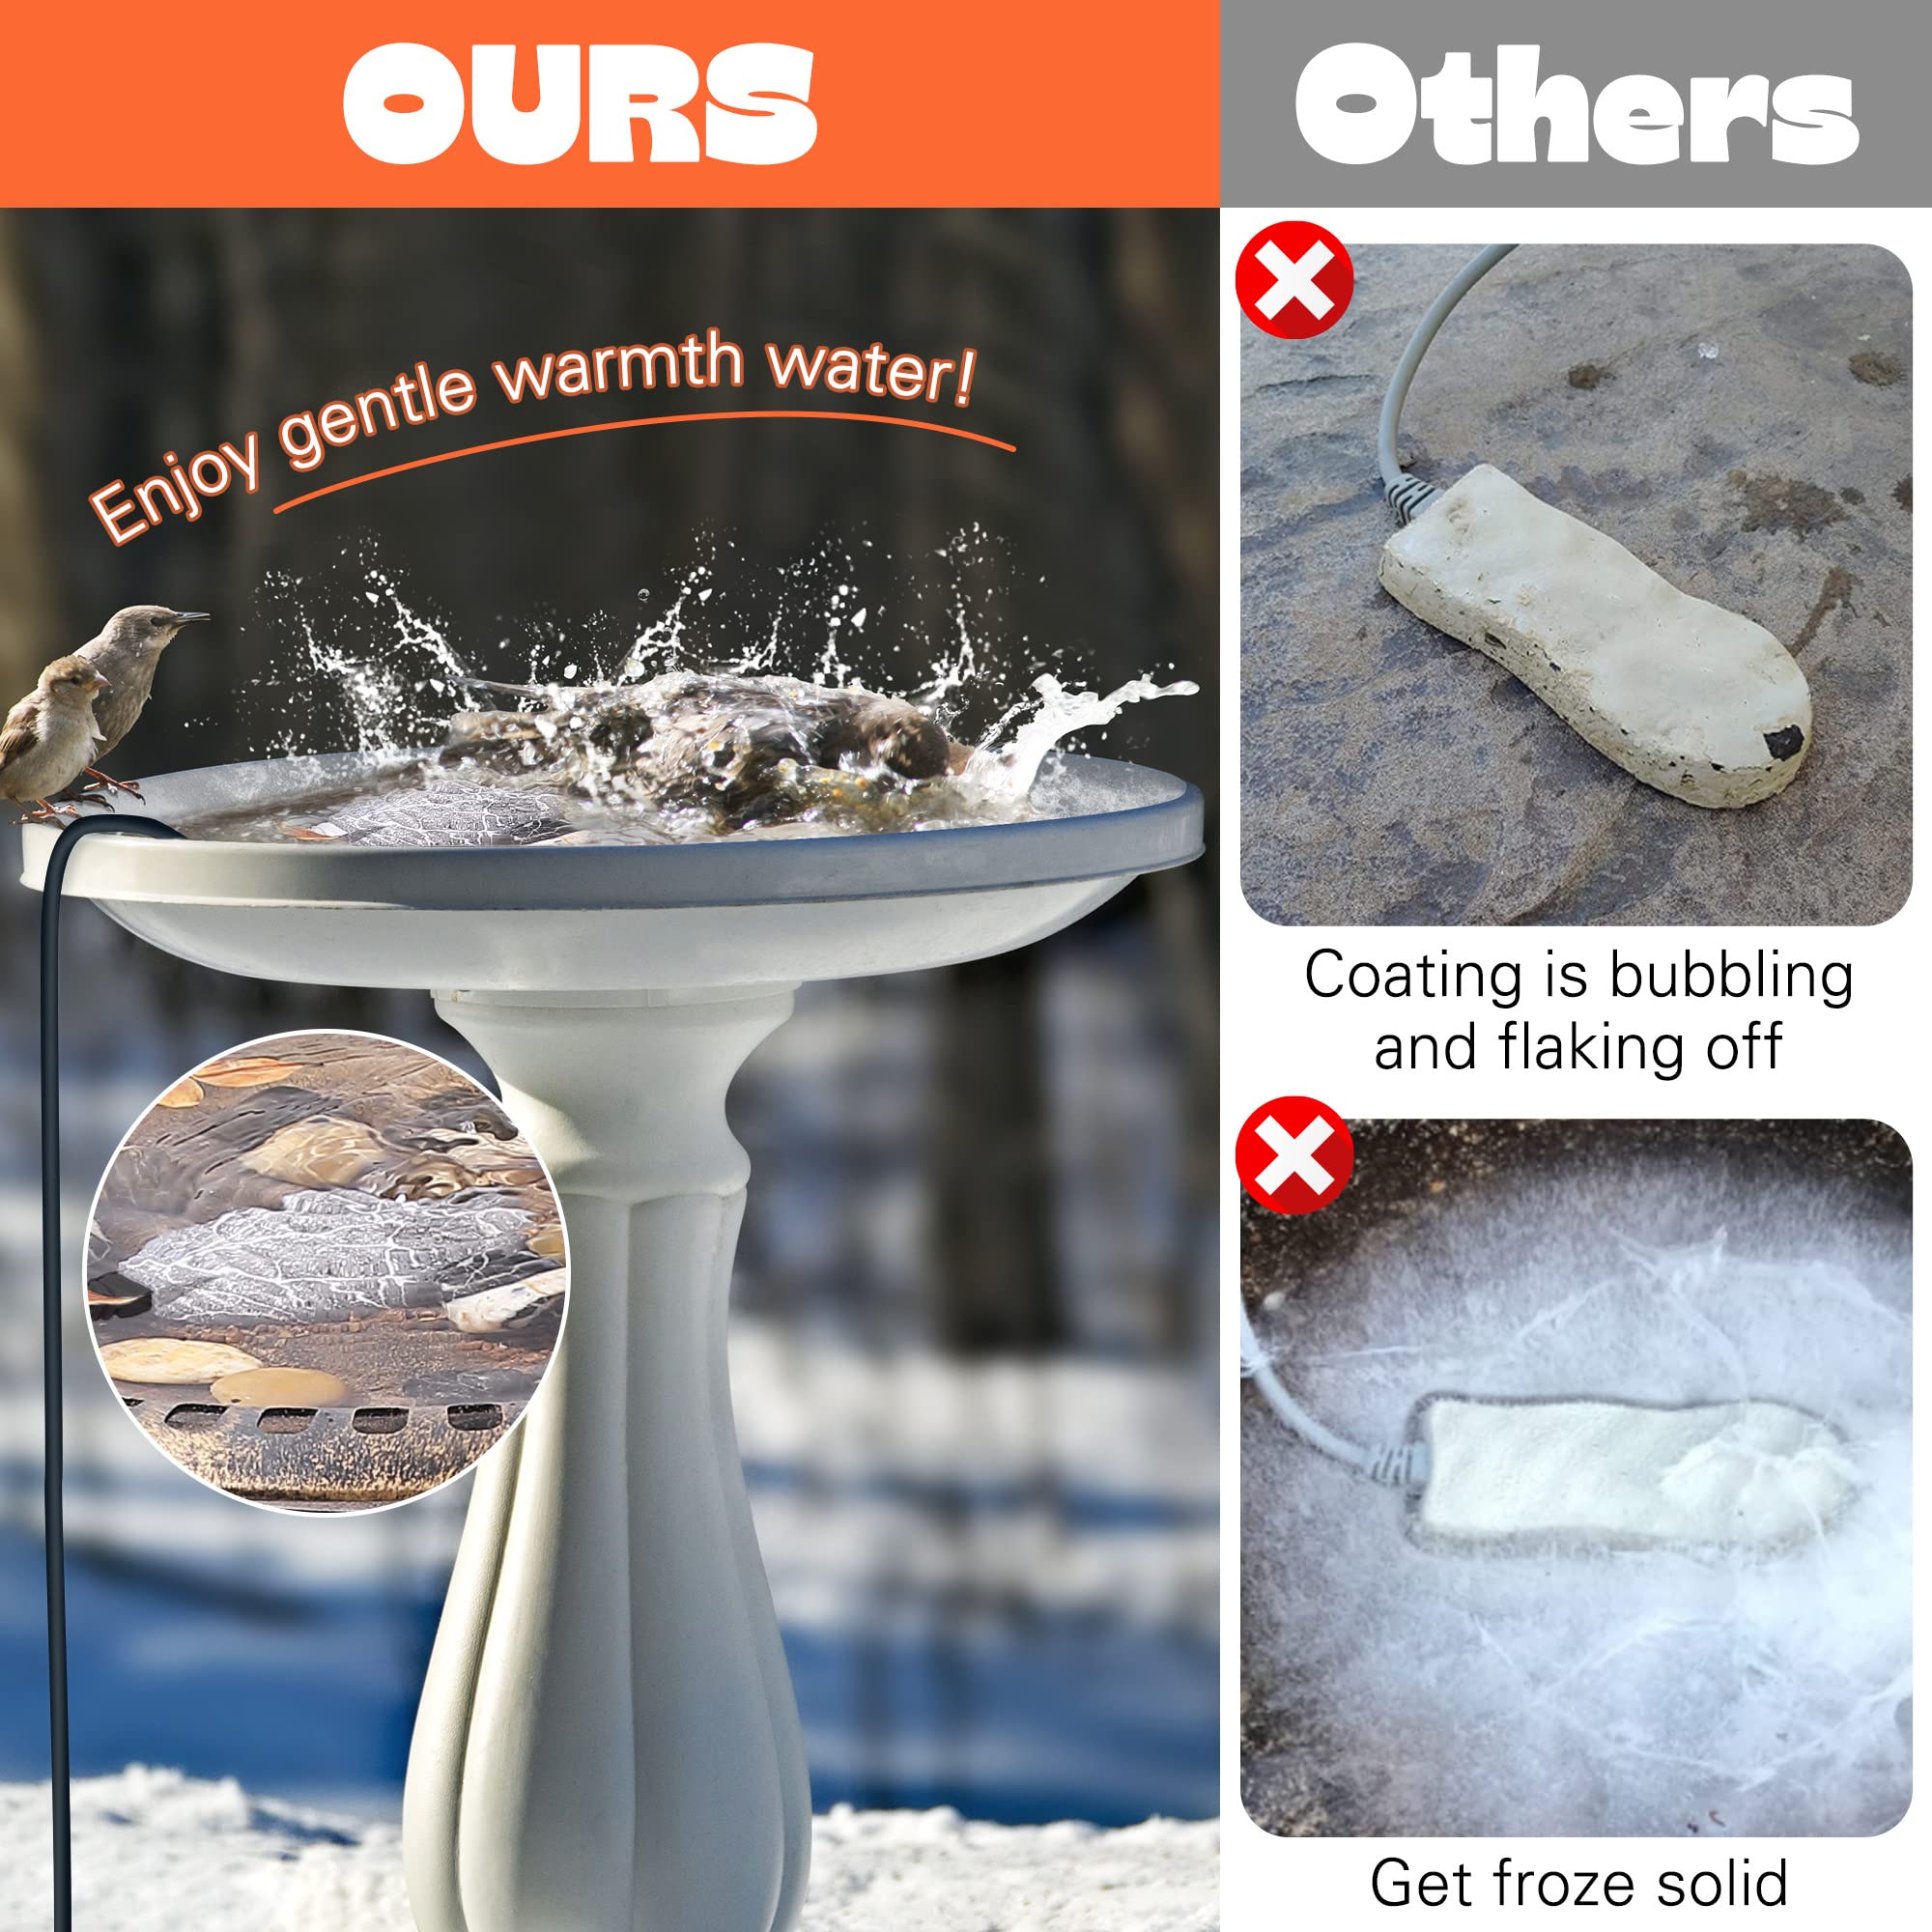 OURS
Others
Enjoy gentle warmth water!
Coating is bubbling
and flaking off
Get froze solid